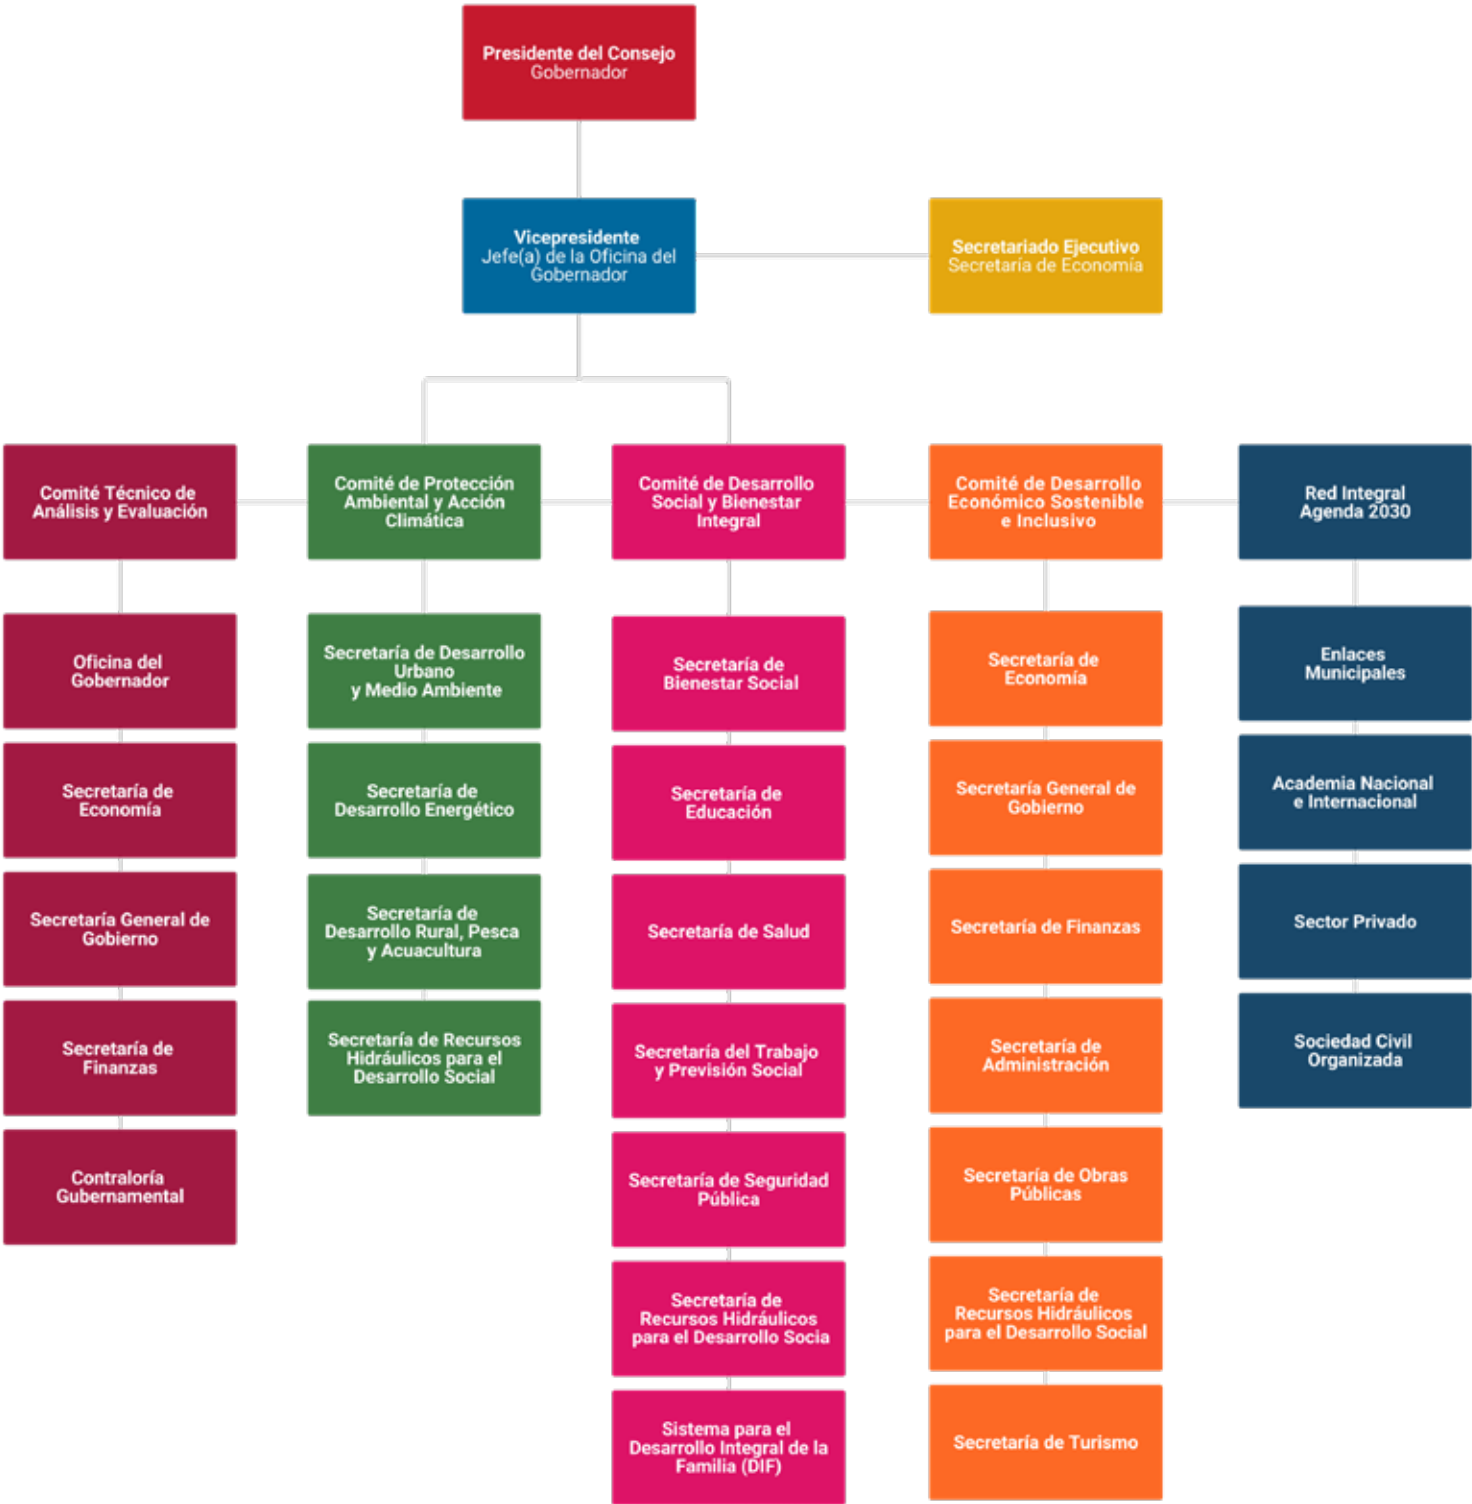 Presidente del Consejo
Gobernador
Vicepresidente
Jefe(a) de la Oficina del
Gobernador
Secretariado Ejecutivo
Secretaría de Economía
Comité Técnico de
Análisis y Evaluación
Oficina del
Gobernador
Secretaría de
Economía
Secretaría General de
Gobierno
Secretaría de
Finanzas
Contraloría
Gubernamental
Comité de Protección
Ambiental y Acción
Climática
Secretaría de Desarrollo
Urbano
y Medio Ambiente
Secretaría de
Desarrollo Energético
Secretaría de
Desarrollo Rural, Pesca
y Acuacultura
Secretaría de Recursos
Hidráulicos para el
Desarrollo Social
Comité de Desarrollo
Social y Bienestar
Integral
Secretaría de
Bienestar Social
Secretaría de
Educación
Secretaría de Salud
Secretaría del Trabajo
y Previsión Social
Secretaría de Seguridad
Pública
Secretaría de
Recursos Hidráulicos
para el Desarrollo Socia
Sistema para el
Desarrollo Integral de la
Familia (DIF)
Comité de Desarrollo
Económico Sostenible
e Inclusivo
Secretaría de
Economía
Secretaría General de
Gobierno
Secretaría de Finanzas
Secretaría de
Administración
Secretaría de Obras
Públicas
Secretaría de
Recursos Hidráulicos
para el Desarrollo Social
Secretaría de Turismo
Red Integral
Agenda 2030
Enlaces
Municipales
Academia Nacional
e Internacional
Sector Privado
Sociedad Civil
Organizada